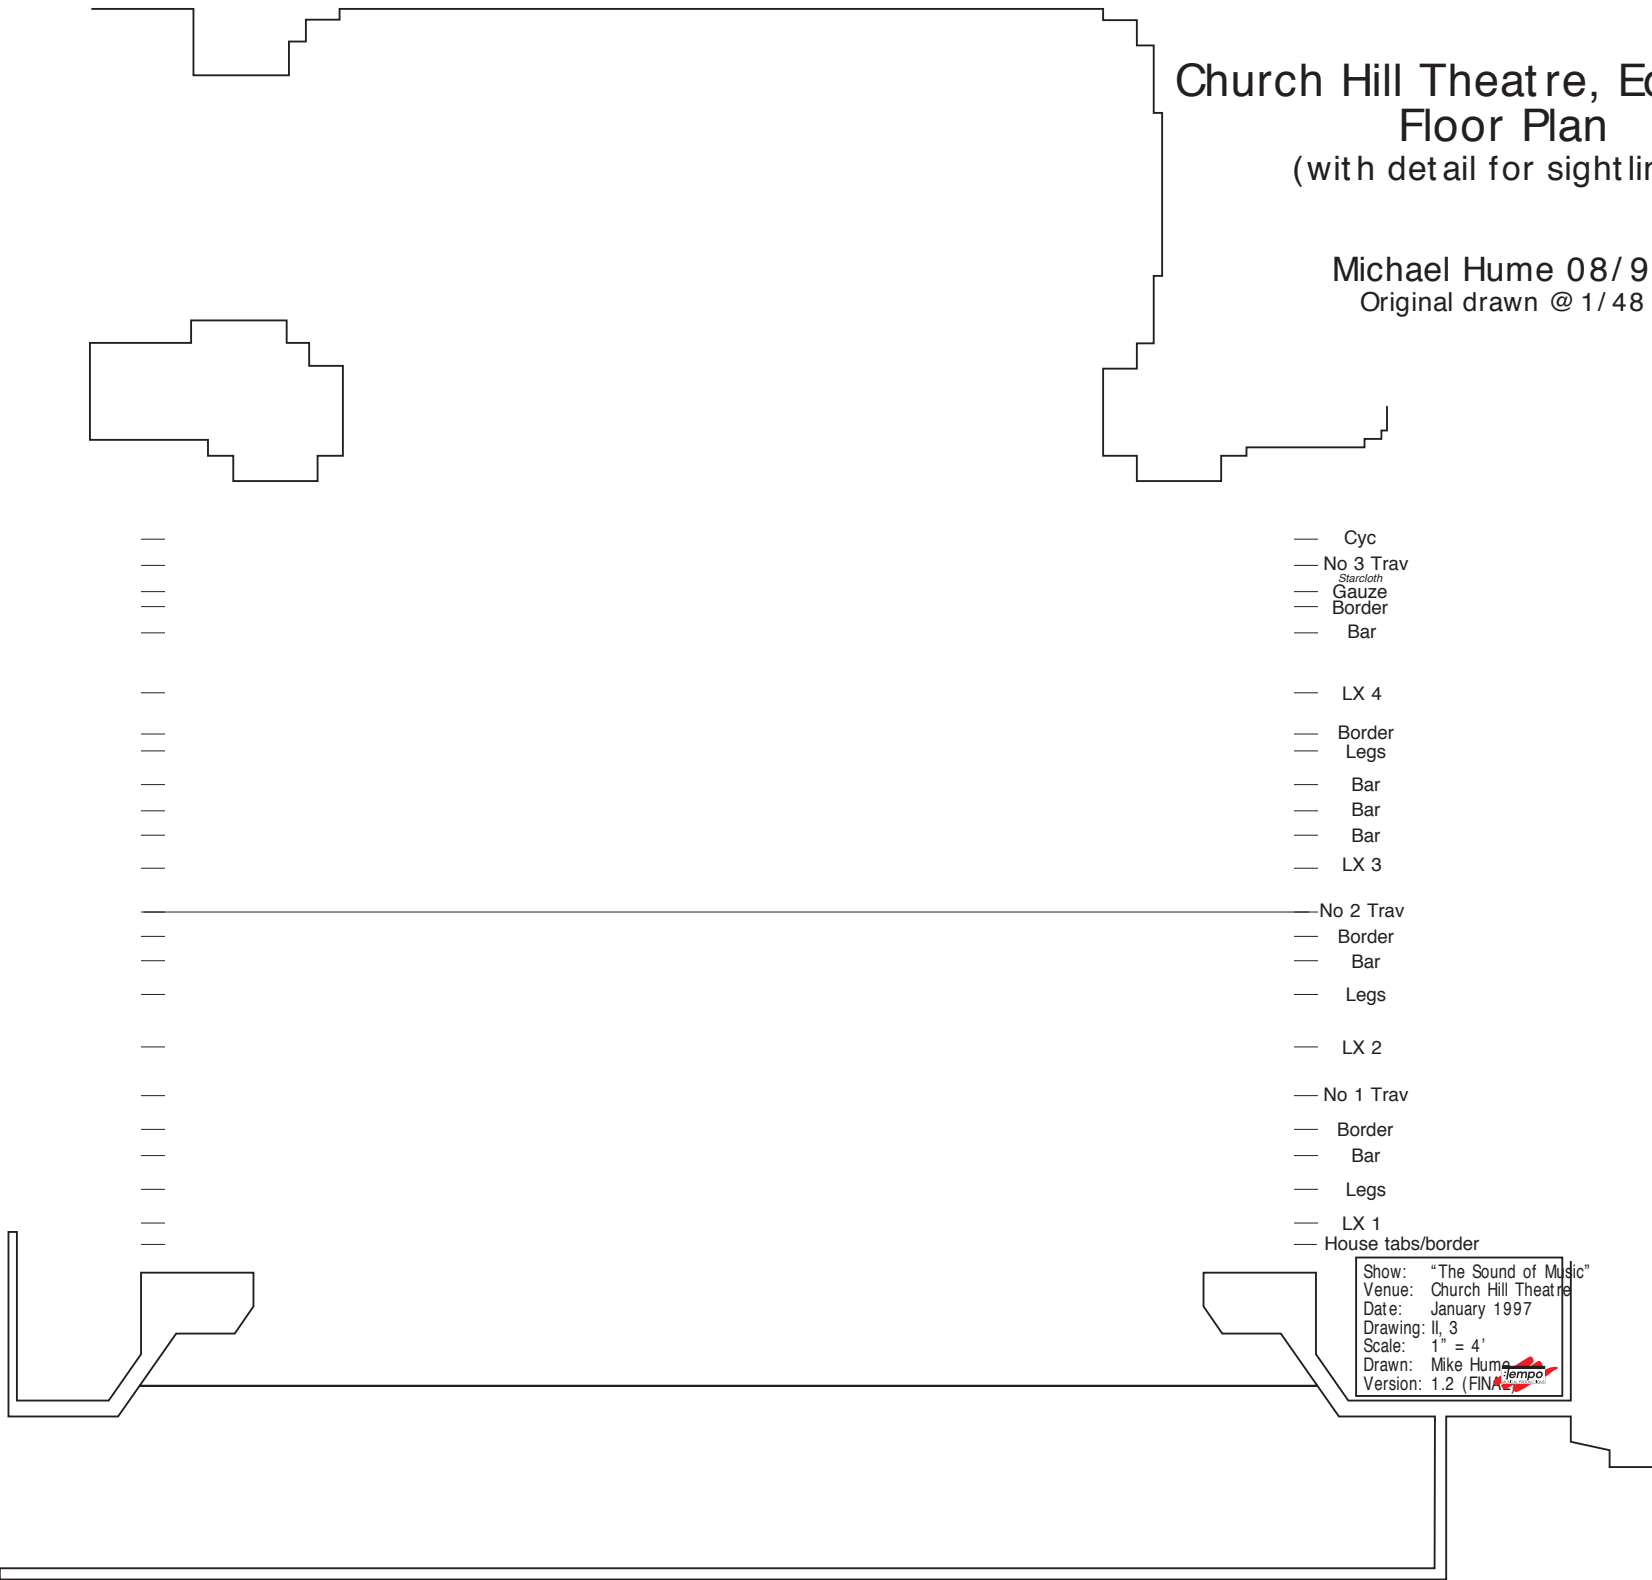 Church Hill Theatre, Ed
Floor Plan
(with detail for sightlin
Michael Hume 08/9
Original drawn @ 1/48
Cyc
No 3 Trav
Starcloth
Gauze
Border
Bar
LX 4
Border
Legs
Bar
Bar
Bar
LX 3
No 2 Trav
Border
Bar
Legs
LX 2
No 1 Trav
Border
Bar
Legs
LX 1
House tabs/border
Show: “The Sound of Music”
Venue: Church Hill Theatre
Date: January 1997
Drawing: II, 3
Scale: 1” = 4’
Drawn: Mike Hume
Version: 1.2 (FINAL)
Tempo